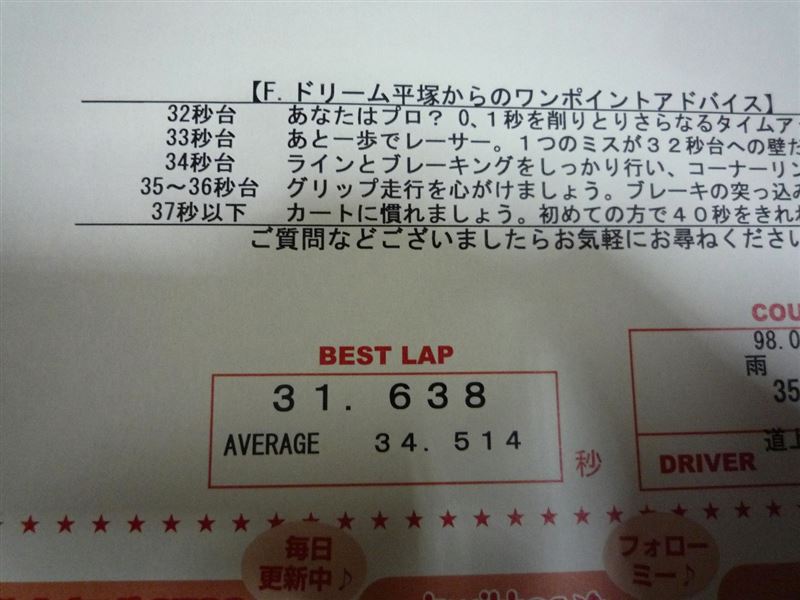 【F.ドリーム平塚からのワンポイントアドバイス】
32秒台 あなたはプロ？ 0、1秒を削りとりさらなるタイムア
33秒台 あと一歩でレーサー。1つのミスが32秒台への壁だ
34秒台 ラインとブレーキングをしっかり行い、コーナーリン
35～36秒台 グリップ走行を心がけましょう。ブレーキの突っ込み
37秒以下 カートに慣れましょう。初めての方で40秒をきれ
ご質問などございましたらお気軽にお尋ねください
COU
98.0
雨
35
BEST LAP
31.638
AVERAGE 34.514
秒
DRIVER 道上
毎日
更新中♪
フォロー
ミー♪